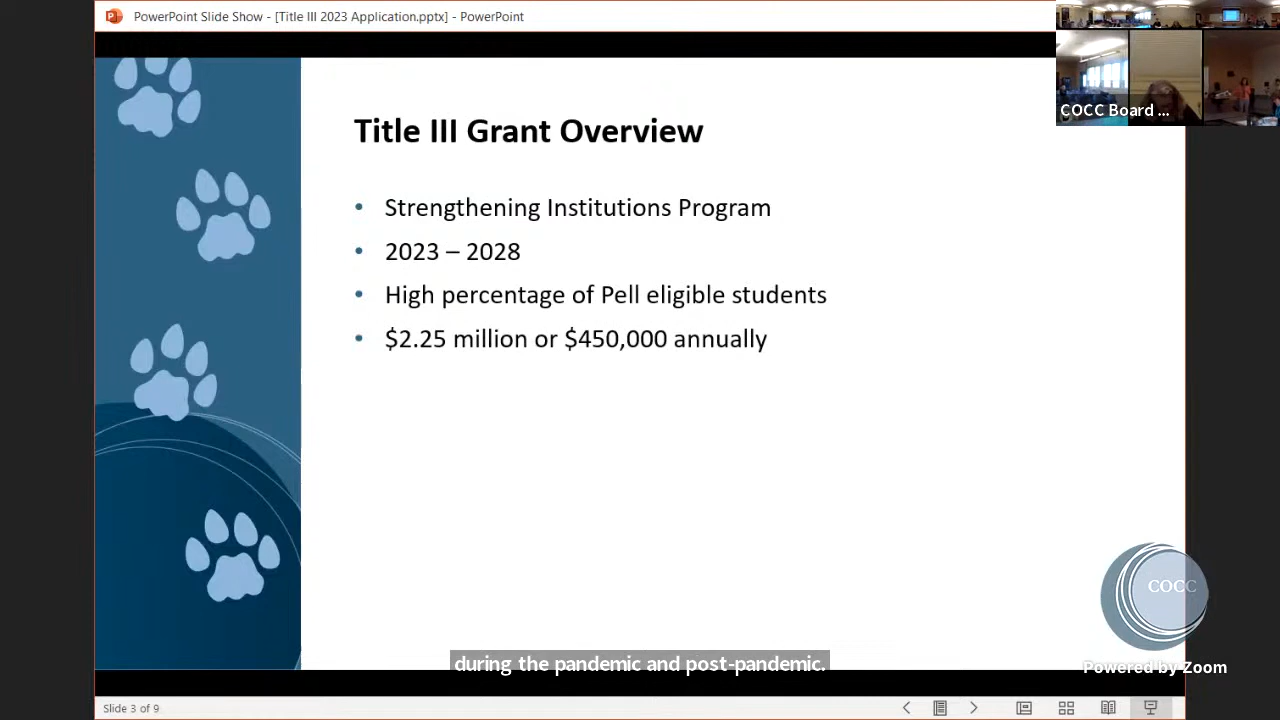 PowerPoint Slide Show - [Title III 2023 Application.pptx] - PowerPoint
COCC Board ...
Title III Grant Overview
• Strengthening Institutions Program
• 2023 – 2028
• High percentage of Pell eligible students
• $2.25 million or $450,000 annually
COCC
during the pandemic and post-pandemic.
Powered by Zoom
Slide 3 of 9